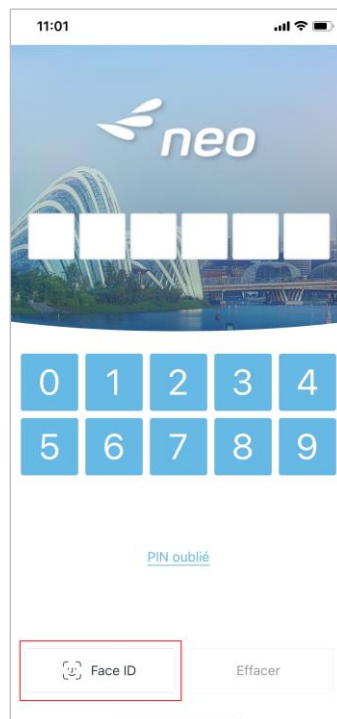 11:01
neo
0 1 2 3 4
5 6 7 8 9
PIN oublié
Face ID Effacer